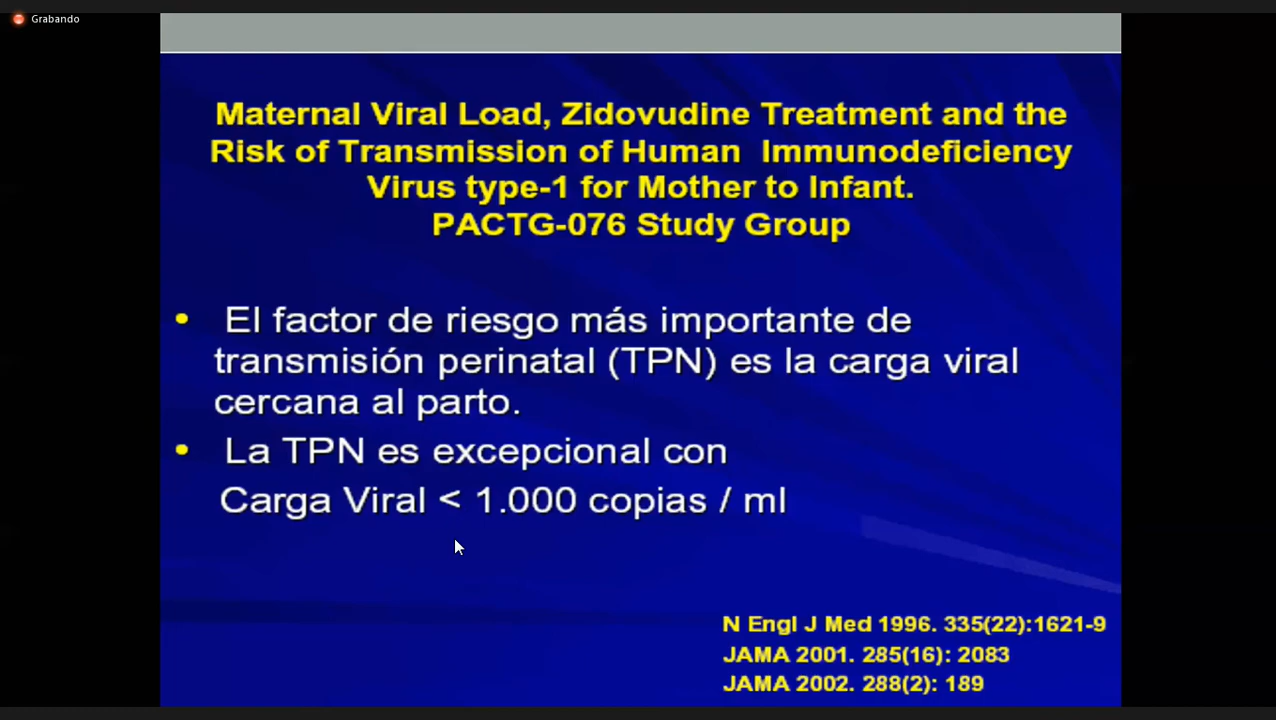 Grabando
Maternal Viral Load, Zidovudine Treatment and the
Risk of Transmission of Human Immunodeficiency
Virus type-1 for Mother to Infant.
PACTG-076 Study Group
• El factor de riesgo más importante de
transmisión perinatal (TPN) es la carga viral
cercana al parto.
• La TPN es excepcional con
Carga Viral < 1.000 copias / ml
N Engl J Med 1996. 335(22):1621-9
JAMA 2001. 285(16): 2083
JAMA 2002. 288(2): 189